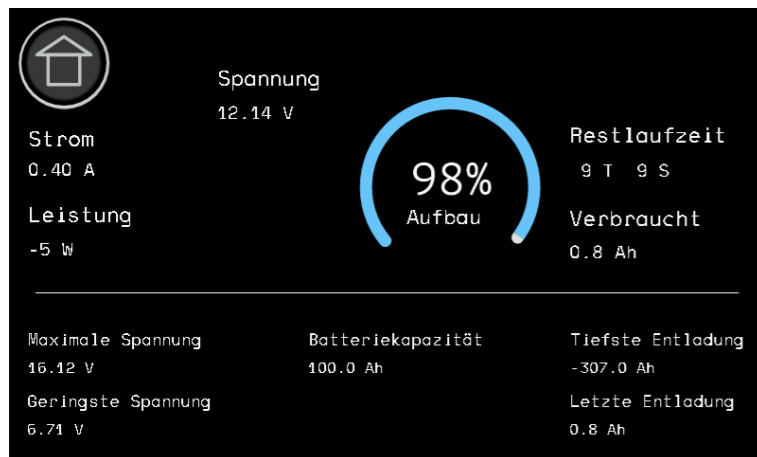 Spannung
12.14 V
Strom
0.40 A
Leistung
-5 W
98%
Aufbau
Restlaufzeit
9 T 9 S
Verbraucht
0.8 Ah
Maximale Spannung
16.12 V
Geringste Spannung
6.71 V
Batteriekapazität
100.0 Ah
Tiefste Entladung
-307.0 Ah
Letzte Entladung
0.8 Ah